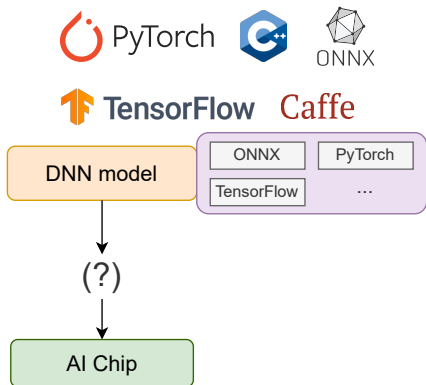 PyTorch
C++
ONNX
TensorFlow
Caffe
DNN model
ONNX
PyTorch
TensorFlow
...
(?)
AI Chip